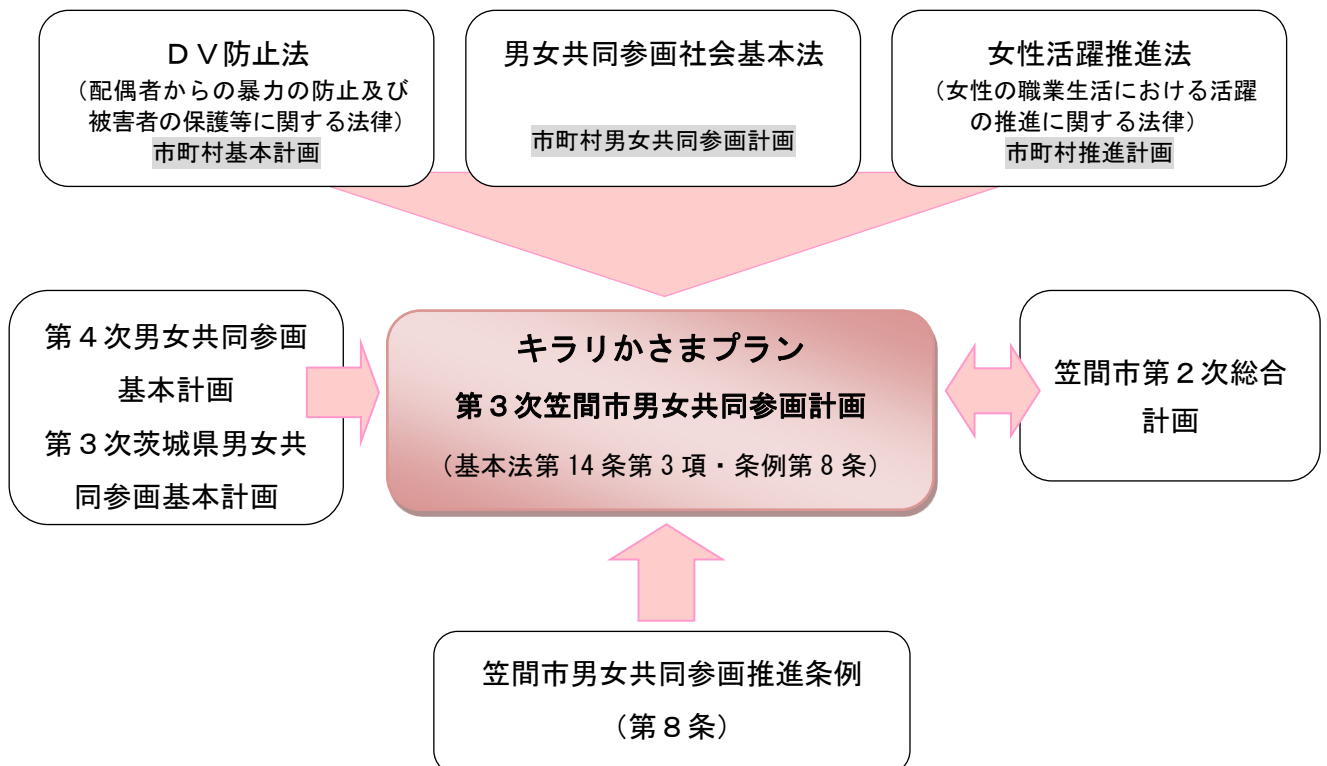 ＤＶ防止法
（配偶者からの暴力の防止及び
被害者の保護等に関する法律）
市町村基本計画
男女共同参画社会基本法
市町村男女共同参画計画
女性活躍推進法
（女性の職業生活における活躍
の推進に関する法律）
市町村推進計画
第４次男女共同参画
基本計画
第３次茨城県男女共
同参画基本計画
キラリかさまプラン
第３次笠間市男女共同参画計画
（基本法第 14 条第 3 項・条例第 8 条）
笠間市第２次総合
計画
笠間市男女共同参画推進条例
（第８条）